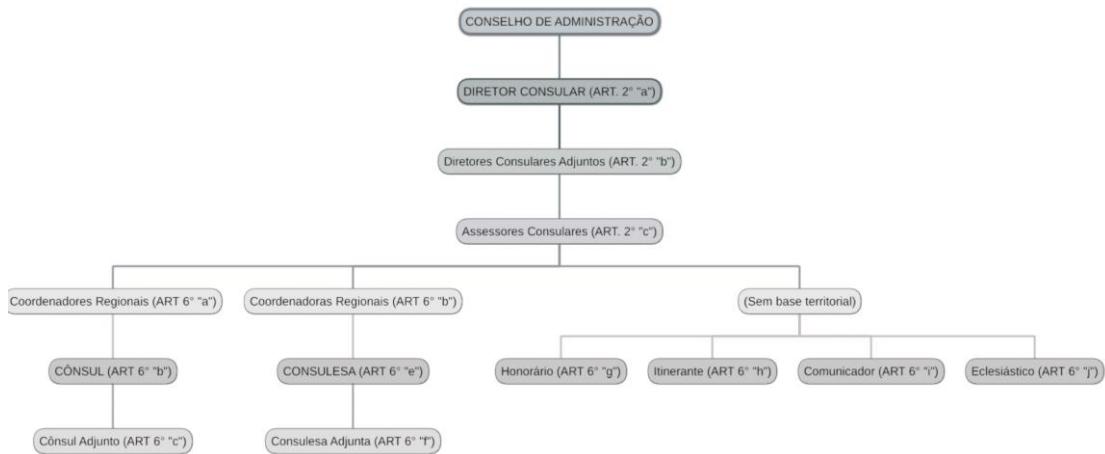 CONSELHO DE ADMINISTRAÇÃO
DIRETOR CONSULAR (ART. 2° "a")
Diretores Consulares Adjuntos (ART. 2° "b")
Assessores Consulares (ART. 2° "c")
Coordenadores Regionais (ART 6° "a")
Coordenadoras Regionais (ART 6° "b")
(Sem base territorial)
CÔNSUL (ART 6° "b")
CONSULESA (ART 6° "e")
Honorário (ART 6° "g")
Itinerante (ART 6° "h")
Comunicador (ART 6° "i")
Eclesiástico (ART 6° "j")
Cônsul Adjunto (ART 6° "c")
Consulesa Adjunta (ART 6° "f")